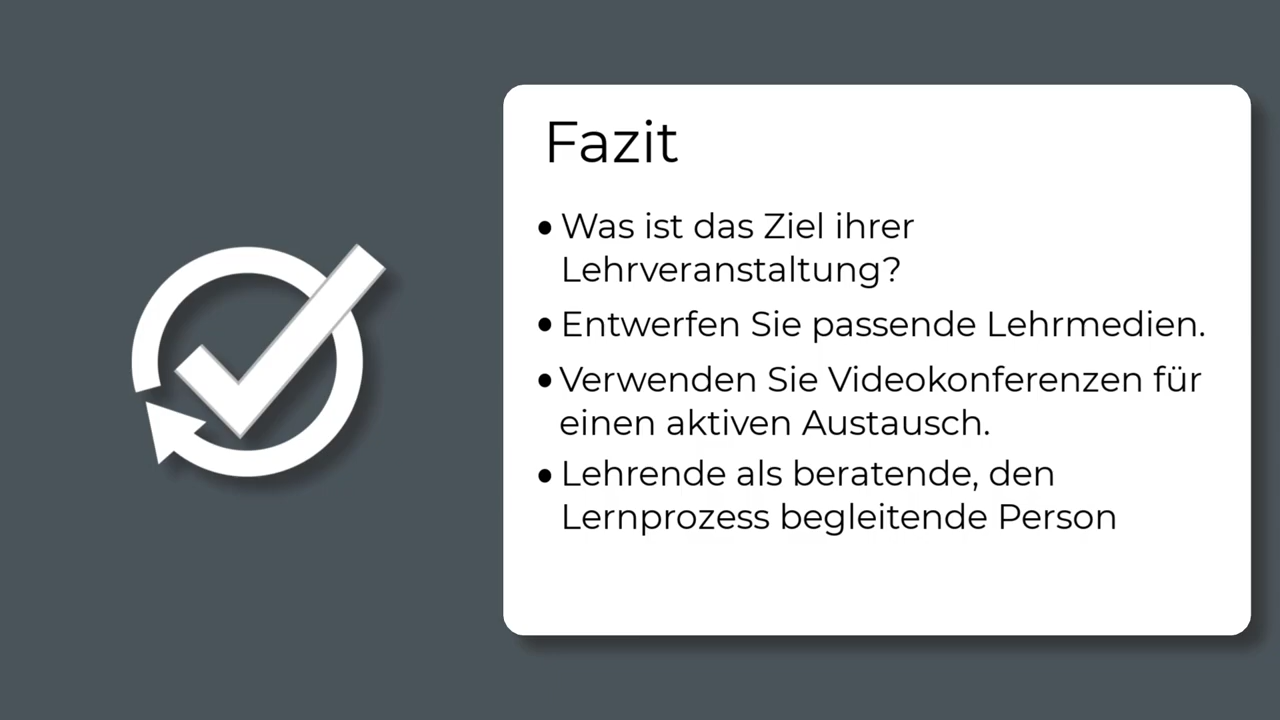 Fazit
• Was ist das Ziel ihrer
Lehrveranstaltung?
• Entwerfen Sie passende Lehrmedien.
• Verwenden Sie Videokonferenzen für
einen aktiven Austausch.
• Lehrende als beratende, den
Lernprozess begleitende Person